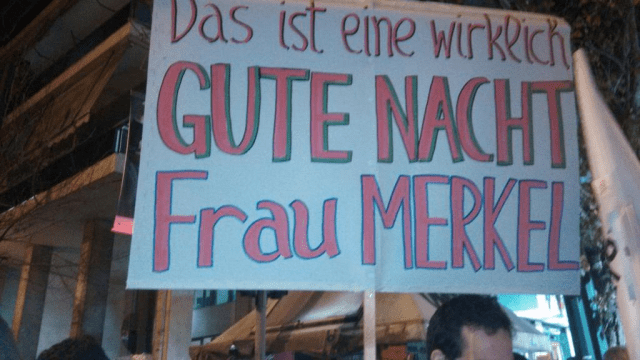 Das ist eine wirklich
GUTE NACHT
Frau MERKEL